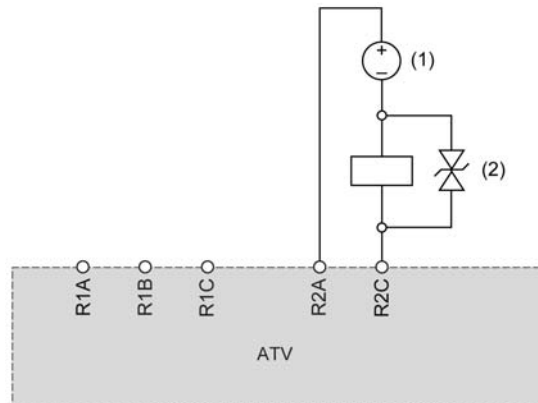 +
(1)
−
(2)
R1A
R1B
R1C
R2A
R2C
ATV